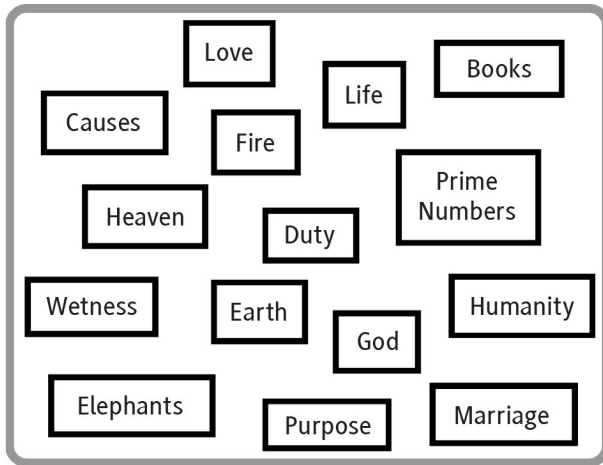 Love
Books
Life
Causes
Fire
Prime
Numbers
Heaven
Duty
Wetness
Earth
Humanity
God
Elephants
Purpose
Marriage